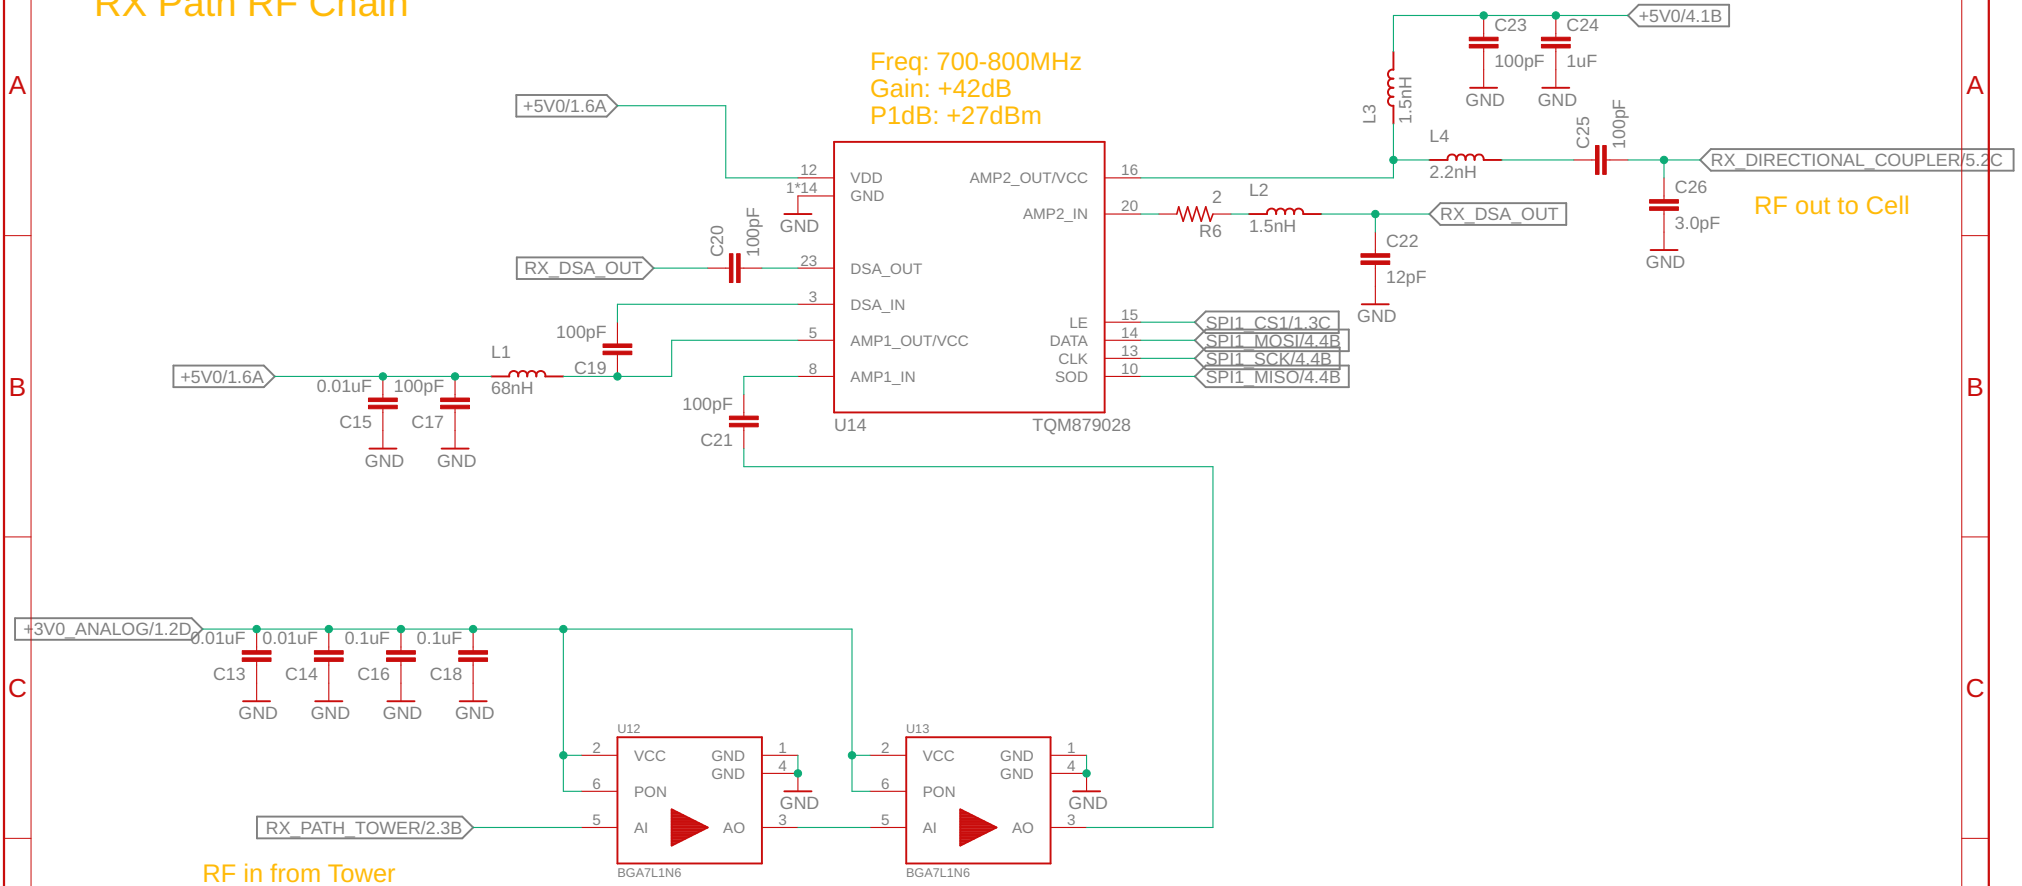 RX Path RF Chain
+5V0/4.1B
C23
C24
100pF
1uF
GND
GND
A
A
Freq: 700-800MHz
Gain: +42dB
P1dB: +27dBm
+5V0/1.6A
L3
1.5nH
C25
100pF
L4
2.2nH
RX_DIRECTIONAL_COUPLER/5.2C
C26
3.0pF
GND
RF out to Cell
12
VDD
1*14
GND
GND
AMP2_OUT/VCC
16
AMP2_IN
20
2
R6
L2
1.5nH
RX_DSA_OUT
C22
12pF
GND
C20
100pF
RX_DSA_OUT
23
DSA_OUT
3
DSA_IN
5
AMP1_OUT/VCC
8
AMP1_IN
LE
15
SPI1_CS1/1.3C
DATA
14
SPI1_MOSI/4.4B
CLK
13
SPI1_SCK/4.4B
SOD
10
SPI1_MISO/4.4B
U14
TQM879028
100pF
C19
L1
68nH
B
B
+5V0/1.6A
0.01uF
100pF
C15
C17
GND
GND
100pF
C21
+3V0_ANALOG/1.2D
0.01uF
0.01uF
0.1uF
0.1uF
C13
C14
C16
C18
GND
GND
GND
GND
C
C
U12
2
VCC
GND
1
GND
4
6
PON
GND
5
AI
AO
3
BGA7L1N6
U13
2
VCC
GND
1
GND
4
6
PON
GND
5
AI
AO
3
BGA7L1N6
RX_PATH_TOWER/2.3B
RF in from Tower